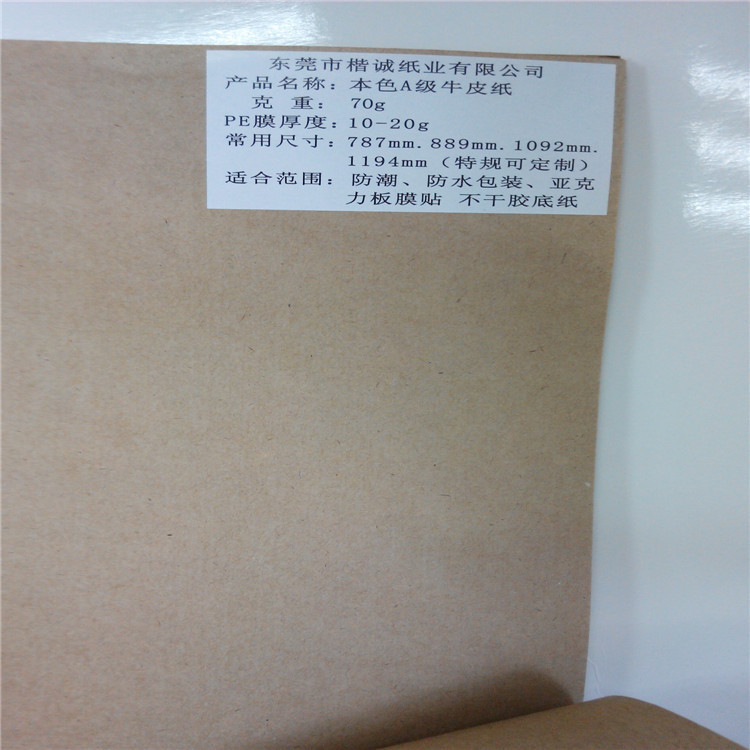 东莞市楷诚纸业有限公司
产品名称：本色A级牛皮纸
克 重： 70g
PE膜厚度：10-20g
常用尺寸：787mm.889mm.1092mm.
1194mm（特规可定制）
适合范围：防潮、防水包装、亚克
力板膜贴 不干胶底纸